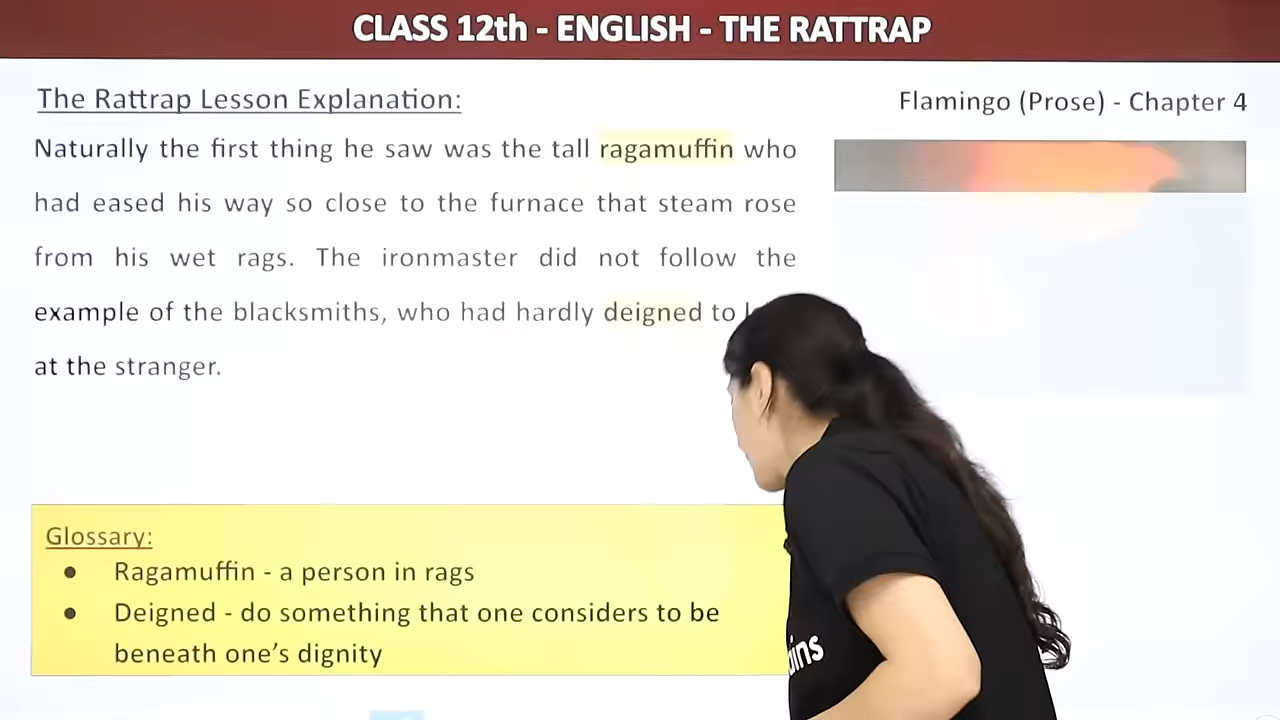 CLASS 12th - ENGLISH - THE RATTRAP
The Rattrap Lesson Explanation:
Flamingo (Prose) - Chapter 4
Naturally the first thing he saw was the tall ragamuffin who
had eased his way so close to the furnace that steam rose
from his wet rags. The ironmaster did not follow the
example of the blacksmiths, who had hardly deigned to
at the stranger.
Glossary:
● Ragamuffin - a person in rags
● Deigned - do something that one considers to be
beneath one’s dignity